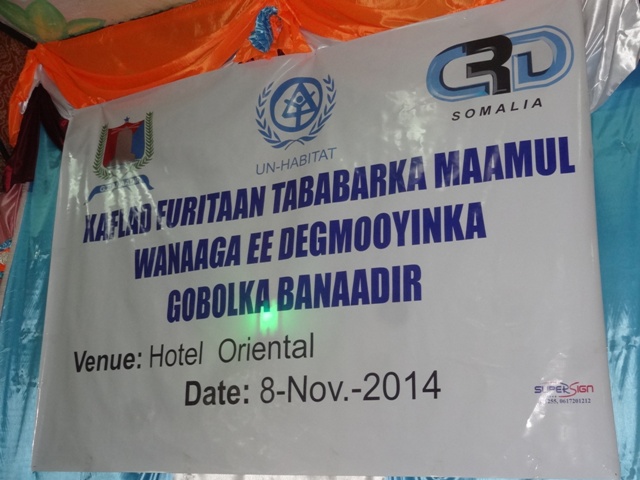 CRD
SOMALIA
UN-HABITAT
XAFLAD FURITAAN TABABARKA MAAMUL
WANAAGA EE DEGMOOYINKA
GOBOLKA BANAADIR
Venue: Hotel Oriental
Date: 8-Nov.-2014
SUPERSIGN